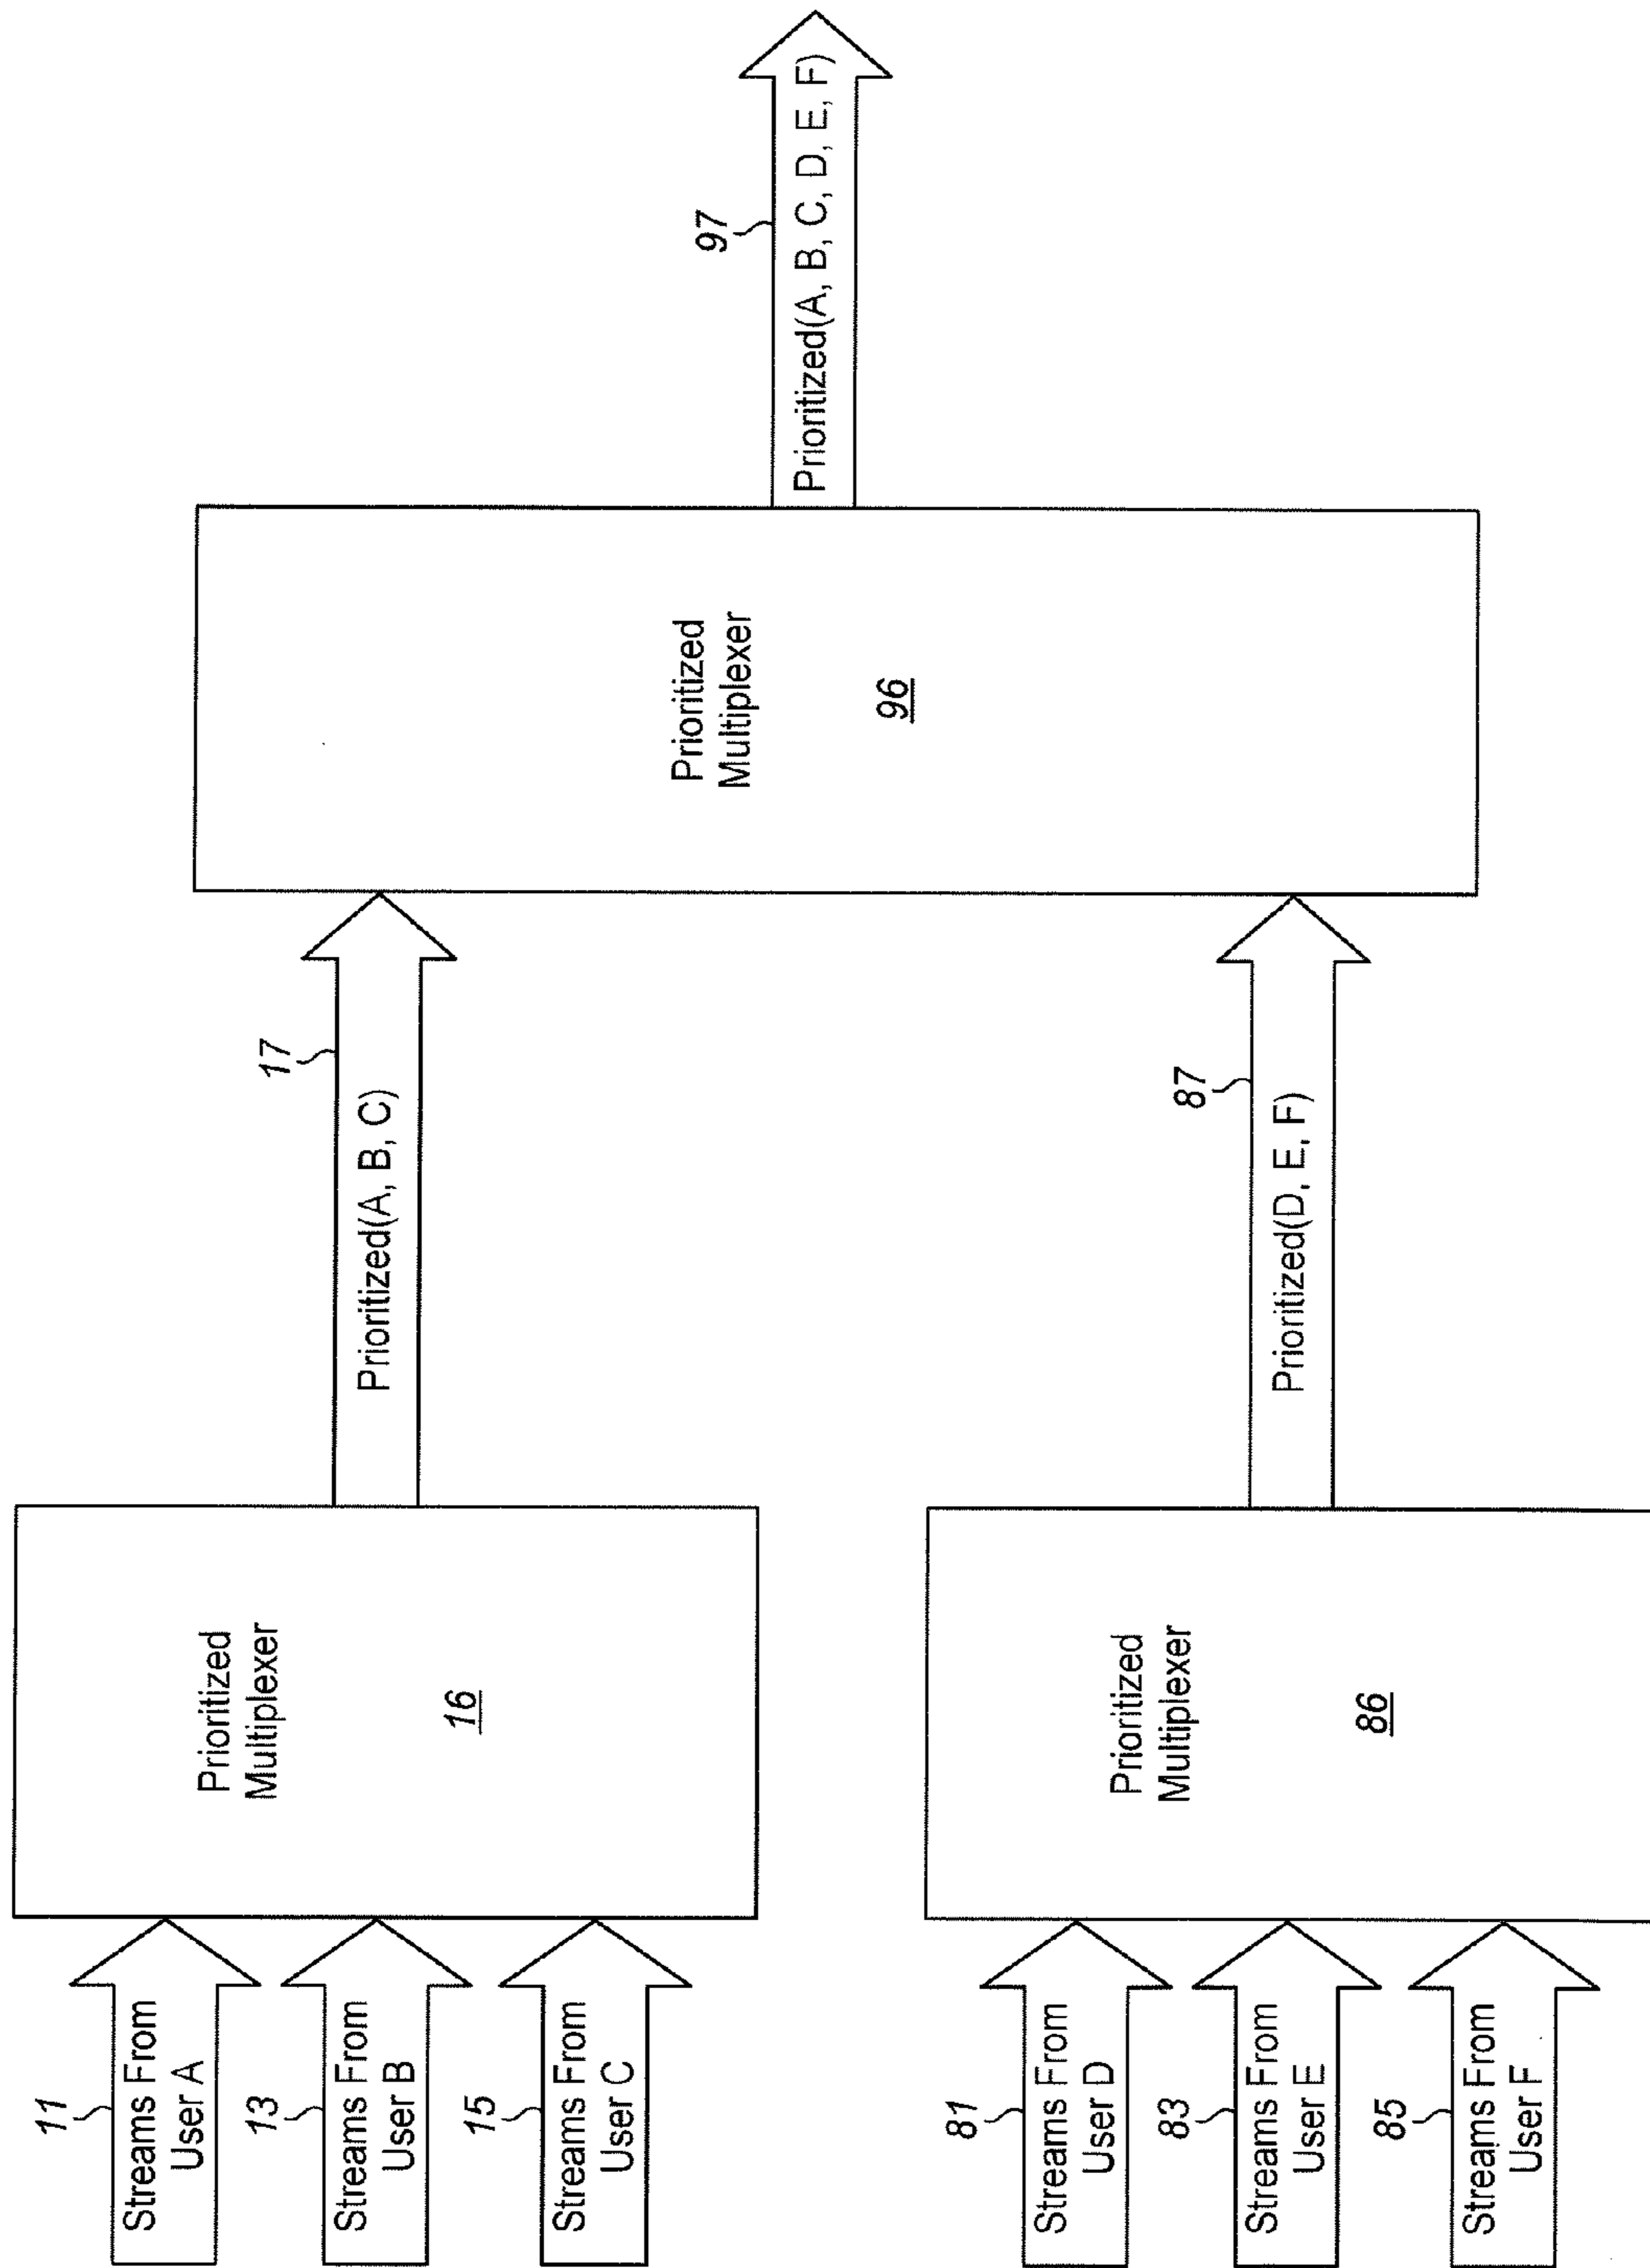 11
Streams From
User A
13
Streams From
User B
15
Streams From
User C
Prioritized
Multiplexer
16
17
Prioritized(A, B, C)
81
Streams From
User D
83
Streams From
User E
85
Streams From
User F
Prioritized
Multiplexer
86
87
Prioritized(D, E, F)
Prioritized
Multiplexer
96
97
Prioritized(A, B, C, D, E, F)